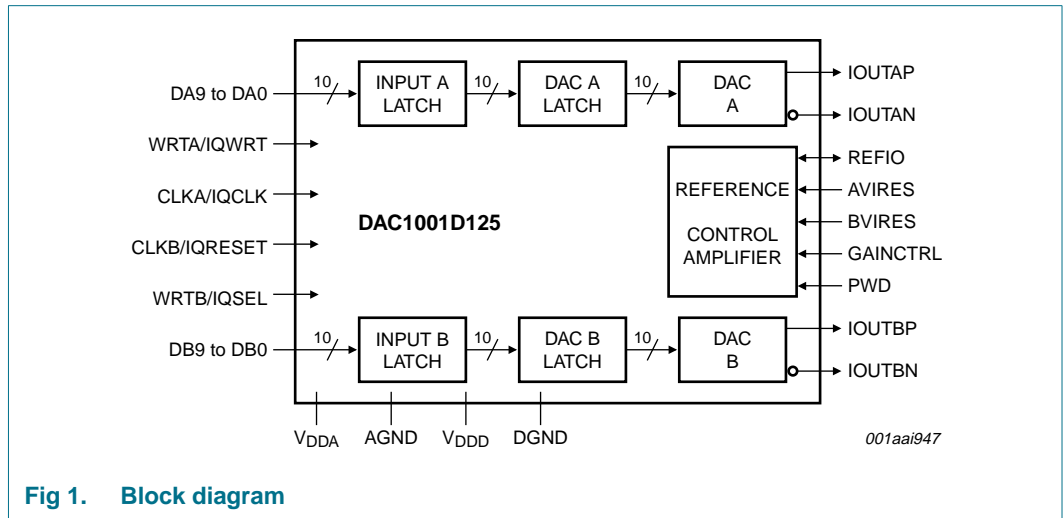 DA9 to DA0
10
INPUT A
LATCH
10
DAC A
LATCH
10
DAC
A
IOUTAP
IOUTAN
WRTA/IQWRT
CLKA/IQCLK
CLKB/IQRESET
WRTB/IQSEL
DAC1001D125
REFERENCE
CONTROL
AMPLIFIER
REFIO
AVIRES
BVIRES
GAINCTRL
PWD
DB9 to DB0
10
INPUT B
LATCH
10
DAC B
LATCH
10
DAC
B
IOUTBP
IOUTBN
VDDA
AGND
VDDD
DGND
001aai947
Fig 1. Block diagram